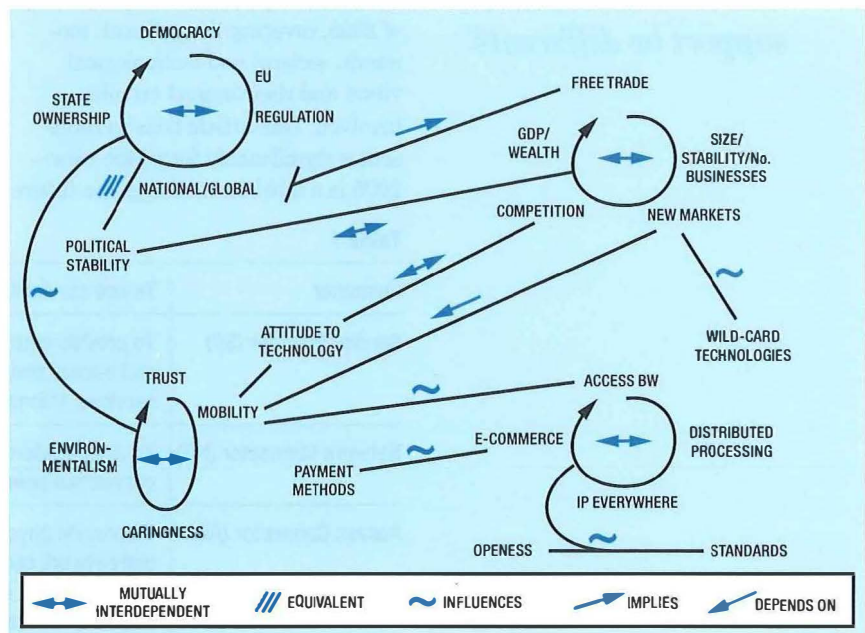 DEMOCRACY
EU
STATE
OWNERSHIP
REGULATION
NATIONAL/GLOBAL
POLITICAL
STABILITY
FREE TRADE
GDP/
WEALTH
SIZE/
STABILITY/No.
BUSINESSES
COMPETITION
NEW MARKETS
ATTITUDE TO
TECHNOLOGY
WILD-CARD
TECHNOLOGIES
TRUST
MOBILITY
ENVIRON-
MENTALISM
CARINGNESS
ACCESS BW
E-COMMERCE
DISTRIBUTED
PROCESSING
PAYMENT
METHODS
IP EVERYWHERE
OPENESS
STANDARDS
MUTUALLY
INTERDEPENDENT
EQUIVALENT
INFLUENCES
IMPLIES
DEPENDS ON